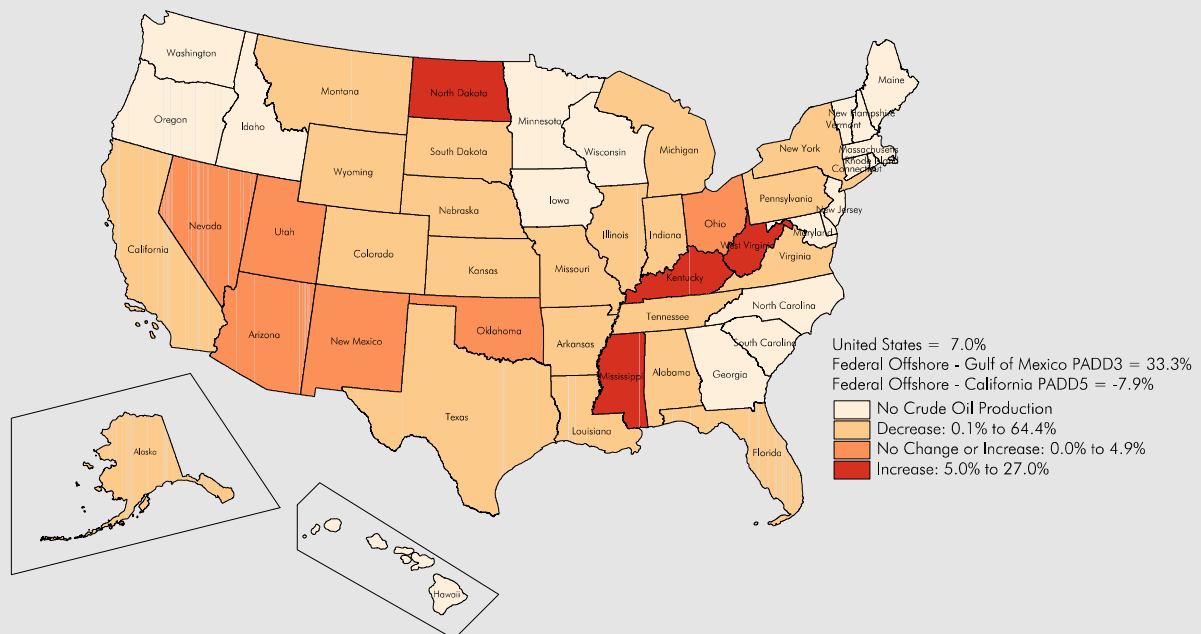 Washington
Oregon
Idaho
Montana
North Dakota
Minnesota
Wisconsin
Michigan
Maine
New Hampshire
Vermont
Massachusetts
Rhode Island
Connecticut
New York
South Dakota
Wyoming
Nebraska
Iowa
Illinois
Indiana
Ohio
Pennsylvania
New Jersey
Maryland
West Virginia
Virginia
Nevada
Utah
California
Colorado
Kansas
Missouri
Kentucky
Tennessee
North Carolina
South Carolina
Arizona
New Mexico
Oklahoma
Arkansas
Mississippi
Alabama
Georgia
Texas
Louisiana
Florida
Alaska
Hawaii
United States = 7.0%
Federal Offshore - Gulf of Mexico PADD3 = 33.3%
Federal Offshore - California PADD5 = -7.9%
No Crude Oil Production
Decrease: 0.1% to 64.4%
No Change or Increase: 0.0% to 4.9%
Increase: 5.0% to 27.0%